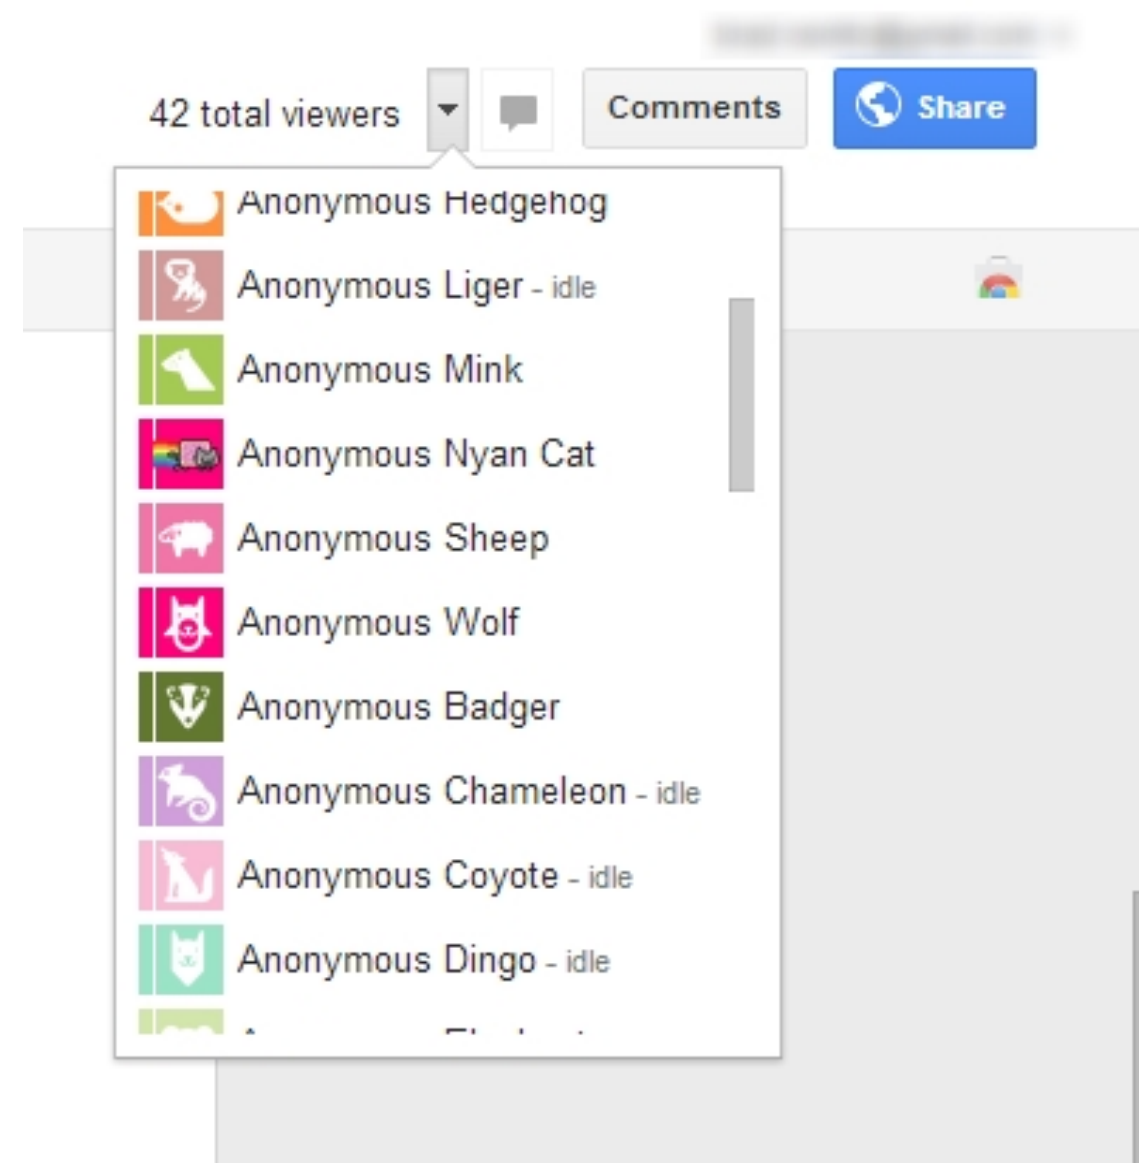 42 total viewers
Comments
Share
Anonymous Hedgehog
Anonymous Liger - idle
Anonymous Mink
Anonymous Nyan Cat
Anonymous Sheep
Anonymous Wolf
Anonymous Badger
Anonymous Chameleon - idle
Anonymous Coyote - idle
Anonymous Dingo - idle